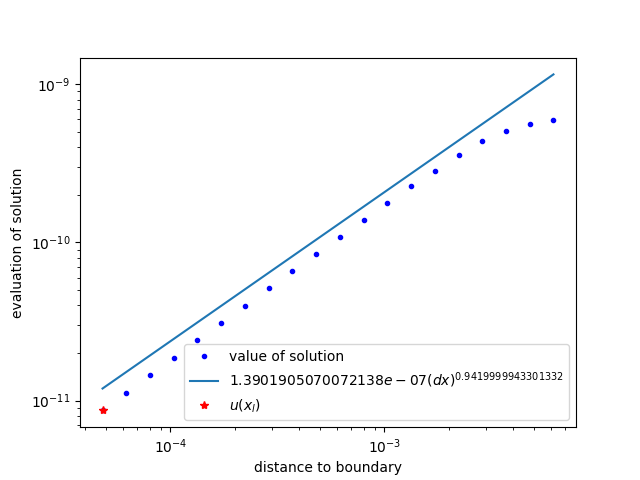 10⁻⁹
10⁻¹⁰
10⁻¹¹
evaluation of solution
value of solution
1.3901905070072138e − 07(dx)^0.9419999943301332
u(x_l)
10⁻⁴
10⁻³
distance to boundary